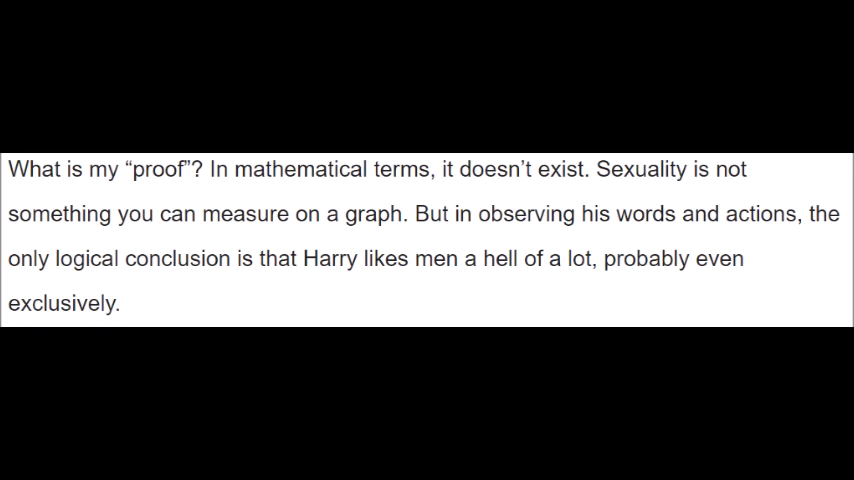 What is my “proof”? In mathematical terms, it doesn’t exist. Sexuality is not
something you can measure on a graph. But in observing his words and actions, the
only logical conclusion is that Harry likes men a hell of a lot, probably even
exclusively.